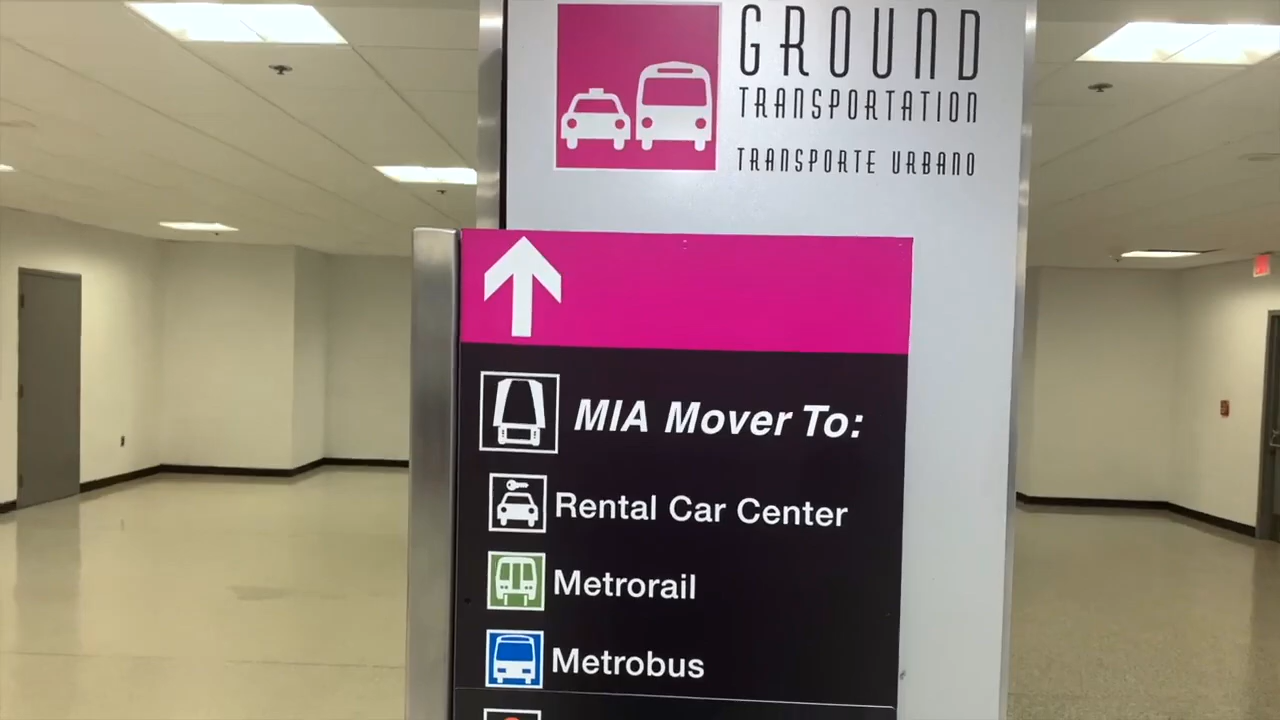 GROUND
TRANSPORTATION
TRANSPORTE URBANO
MIA Mover To:
Rental Car Center
Metrorail
Metrobus